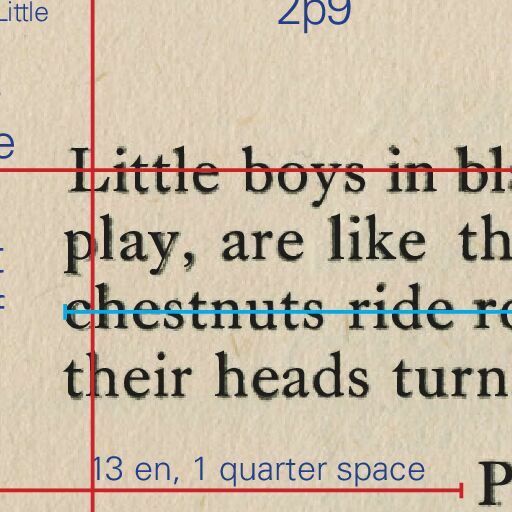 Little
2p9
e
Little boys in bl
play, are like th
chestnuts ride r
their heads turn
13 en, 1 quarter space
P